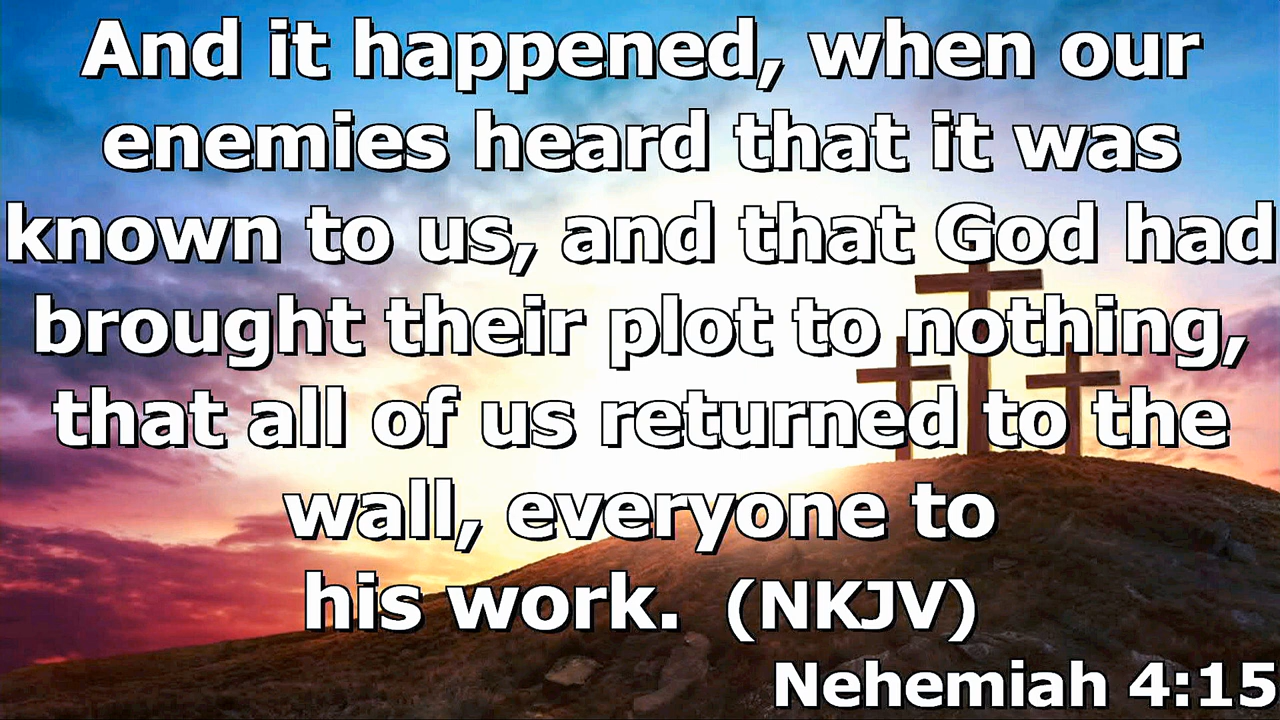 And it happened, when our
enemies heard that it was
known to us, and that God had
brought their plot to nothing,
that all of us returned to the
wall, everyone to
his work. (NKJV)
Nehemiah 4:15